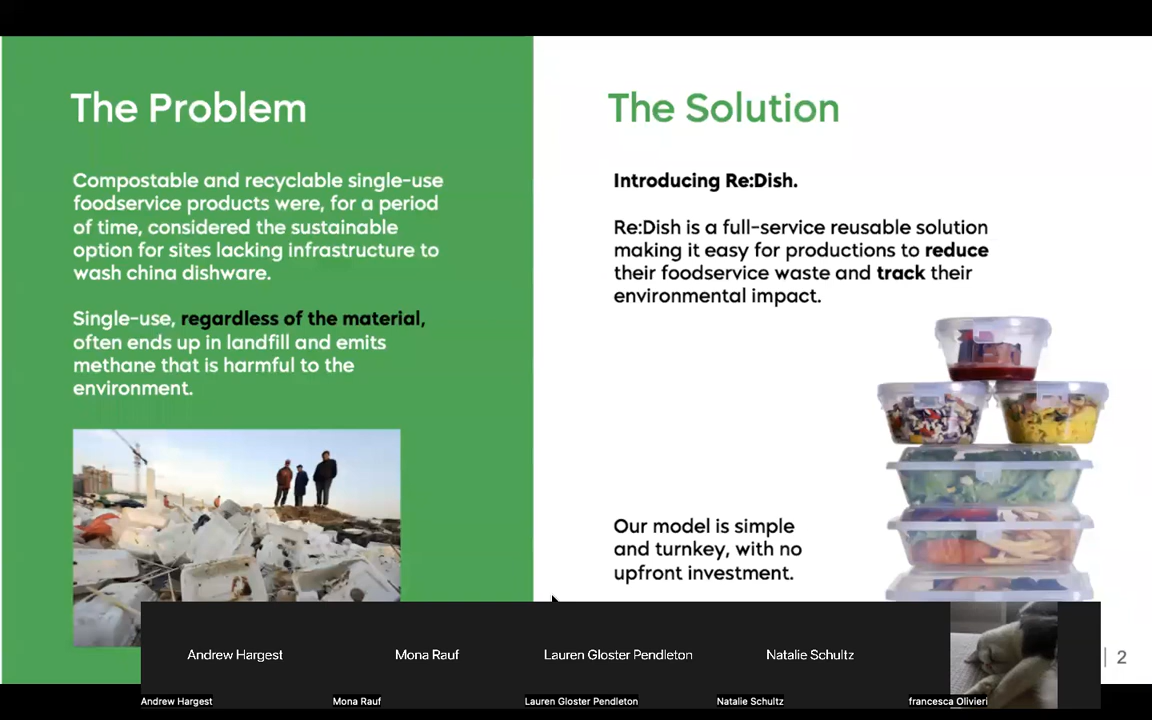 The Problem
Compostable and recyclable single-use
foodservice products were, for a period
of time, considered the sustainable
option for sites lacking infrastructure to
wash china dishware.
Single-use, regardless of the material,
often ends up in landfill and emits
methane that is harmful to the
environment.
The Solution
Introducing Re:Dish.
Re:Dish is a full-service reusable solution
making it easy for productions to reduce
their foodservice waste and track their
environmental impact.
Our model is simple
and turnkey, with no
upfront investment.
| 2
Andrew Hargest
Mona Rauf
Lauren Gloster Pendleton
Natalie Schultz
Andrew Hargest
Mona Rauf
Lauren Gloster Pendleton
Natalie Schultz
francesca Olivieri